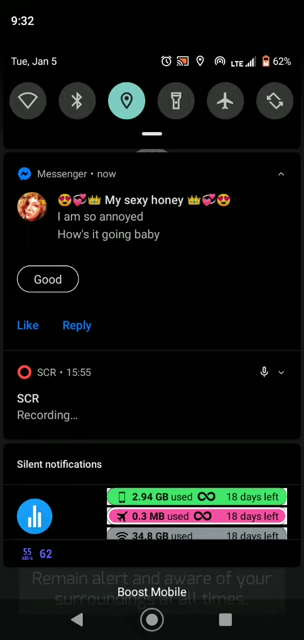 9:32
Tue, Jan 5
LTE
62%
Messenger • now
😍💞👑 My sexy honey 👑💞😍
I am so annoyed
How's it going baby
Good
Like Reply
SCR • 15:55
SCR
Recording...
Silent notifications
2.94 GB used 18 days left
0.3 MB used 18 days left
34.8 GB used 18 days left
55 62
Remain alert and aware of your
Boost Mobile
surroundings at all times.